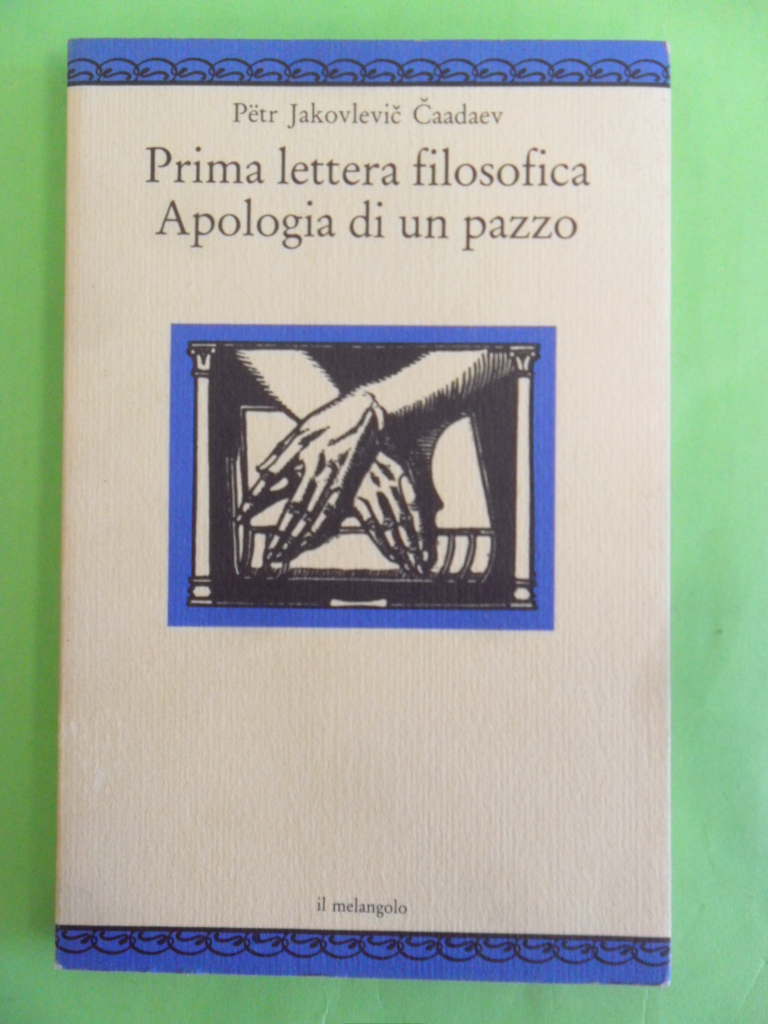 Pëtr Jakovlevič Čaadaev
Prima lettera filosofica
Apologia di un pazzo
il melangolo